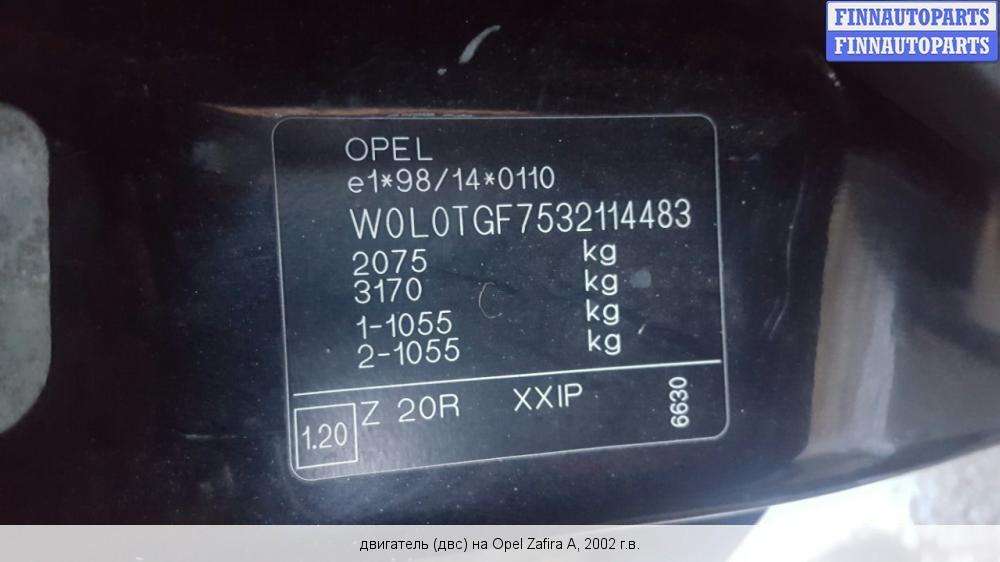 FINNAUTOPARTS
FINNAUTOPARTS
OPEL
e1*98/14*0110
W0L0TGF7532114483
2075 kg
3170 kg
1-1055 kg
2-1055 kg
1.20 Z 20R XXIP 6630
двигатель (двс) на Opel Zafira A, 2002 г.в.